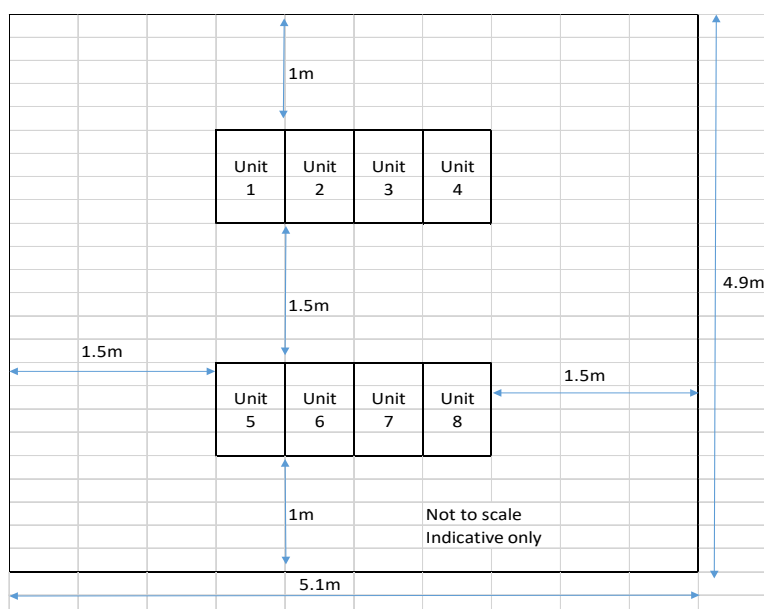 1m
Unit 1
Unit 2
Unit 3
Unit 4
4.9m
1.5m
1.5m
1.5m
Unit 5
Unit 6
Unit 7
Unit 8
1m
Not to scale
Indicative only
5.1m